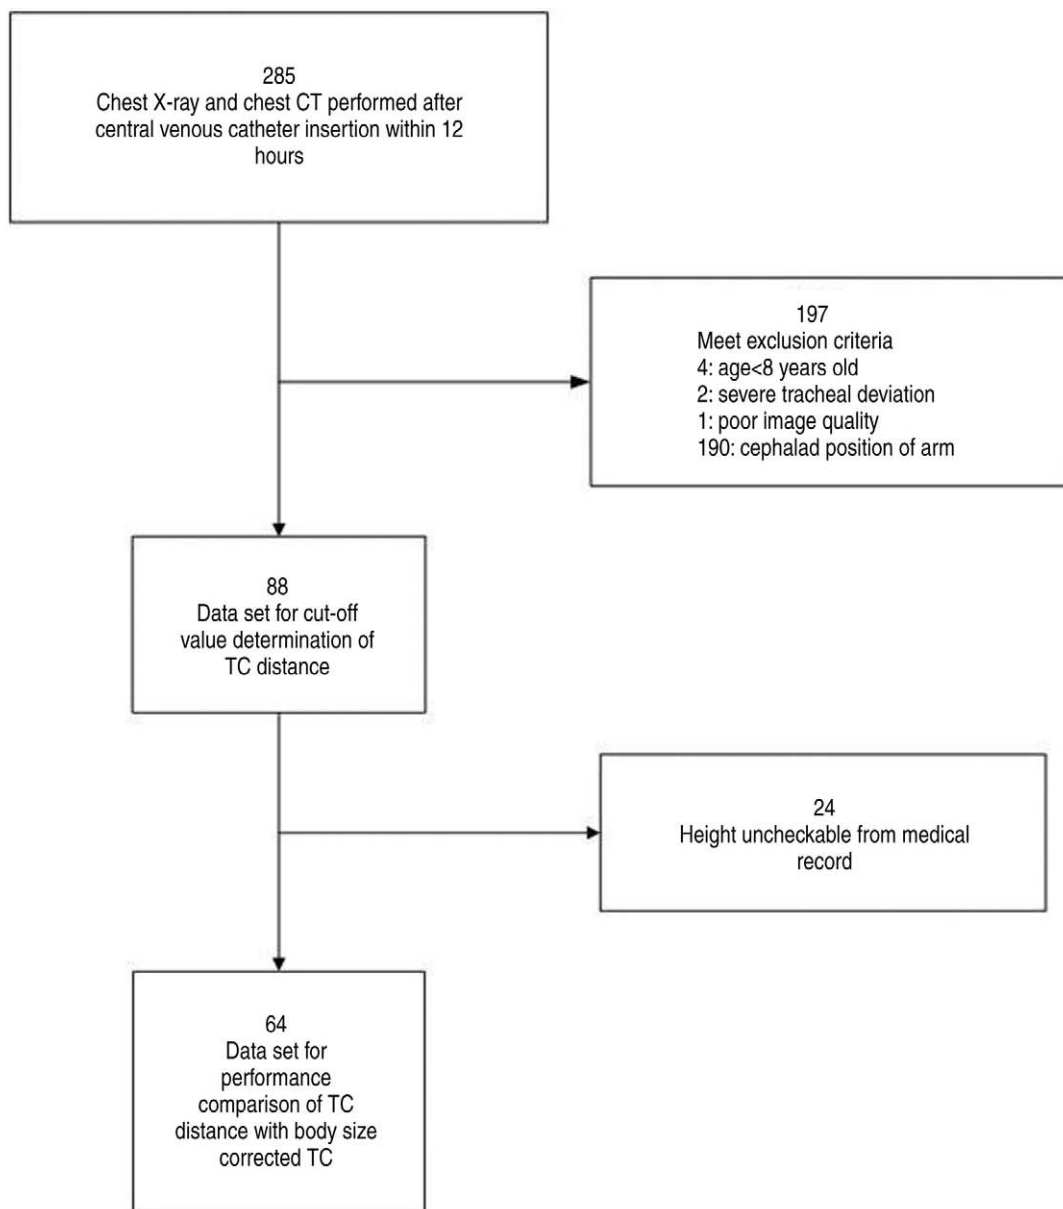 285
Chest X-ray and chest CT performed after
central venous catheter insertion within 12
hours
197
Meet exclusion criteria
4: age<8 years old
2: severe tracheal deviation
1: poor image quality
190: cephalad position of arm
88
Data set for cut-off
value determination of
TC distance
24
Height uncheckable from medical
record
64
Data set for
performance
comparison of TC
distance with body size
corrected TC